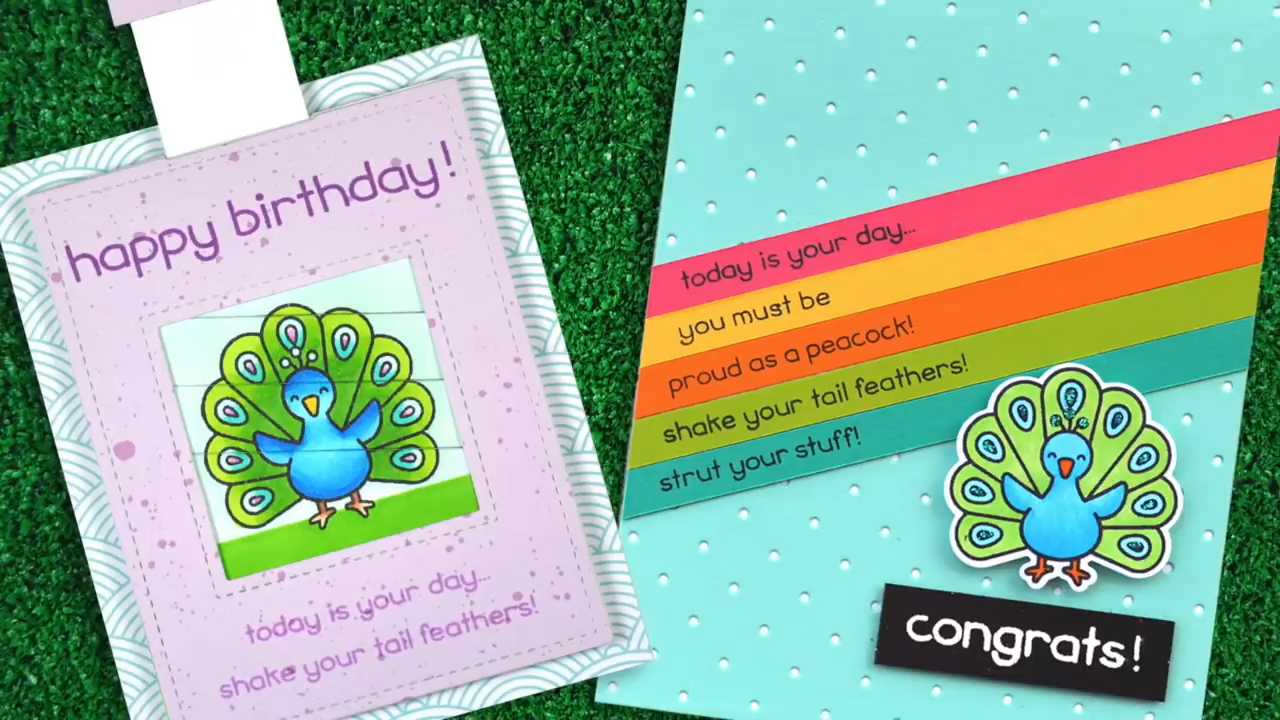 happy birthday!
today is your day...
shake your tail feathers!
today is your day...
you must be
proud as a peacock!
shake your tail feathers!
strut your stuff!
congrats!